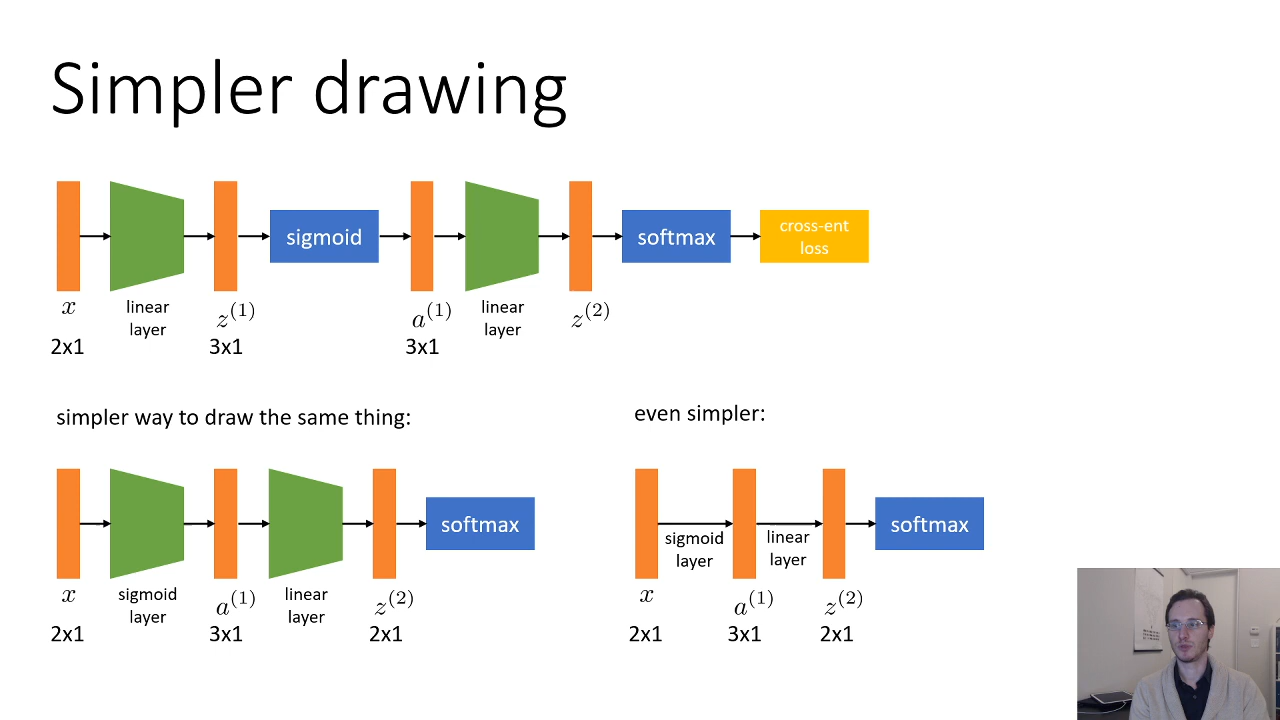 Simpler drawing
sigmoid
softmax
cross-ent
loss
x
linear
layer
z^{(1)}
a^{(1)}
linear
layer
z^{(2)}
2x1
3x1
3x1
simpler way to draw the same thing:
softmax
x
sigmoid
layer
a^{(1)}
linear
layer
z^{(2)}
2x1
3x1
2x1
even simpler:
sigmoid
layer
linear
layer
softmax
x
a^{(1)}
z^{(2)}
2x1
3x1
2x1